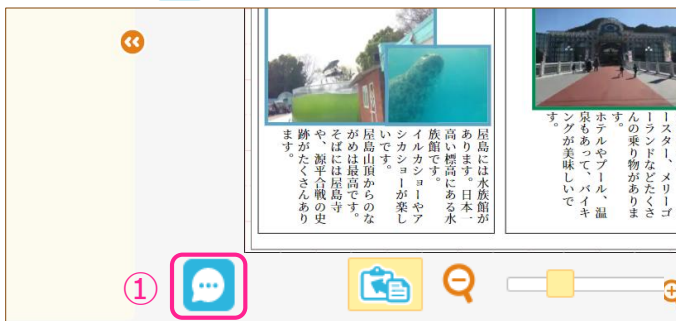 ースター、メリーゴ
ーランドなどたくさ
んの乗り物がありま
す。
ホテルやプール、温
泉もあって、バイキ
ングが美味しいで
す。
屋島には水族館が
あります。日本一
高い標高にある水
族館です。
イルカショーやア
シカショーが楽し
いです。
屋島山頂からのな
がめは最高です。
そばには屋島寺
や、源平合戦の史
跡がたくさんあり
ます。
①